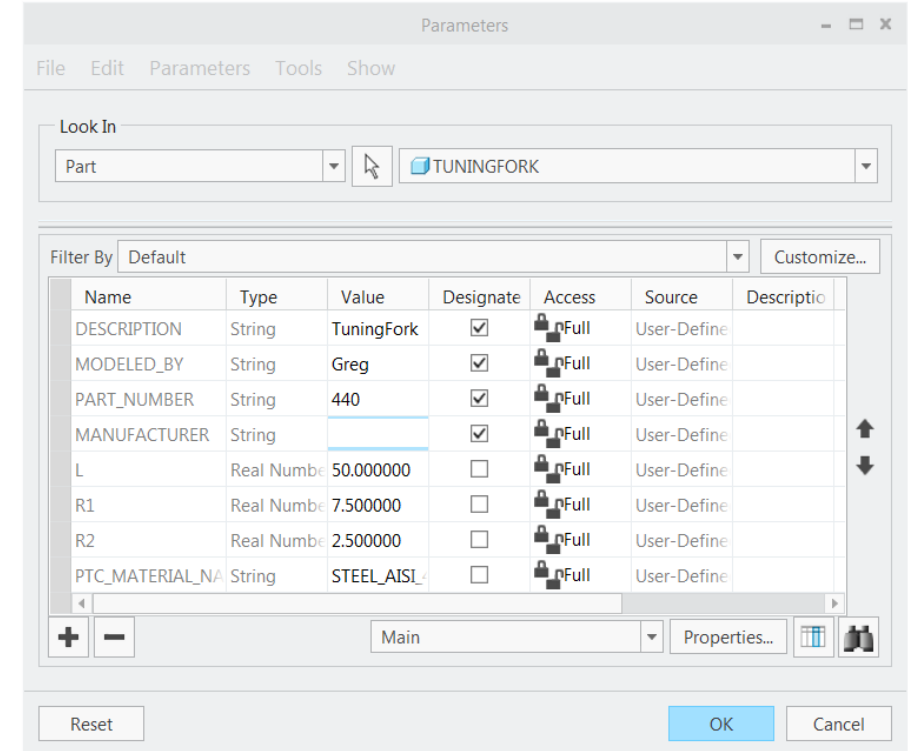 Parameters
File Edit Parameters Tools Show
Look In
Part TUNINGFORK
Filter By Default Customize...
Name Type Value Designate Access Source Descriptio
DESCRIPTION String TuningFork Full User-Define
MODELED_BY String Greg Full User-Define
PART_NUMBER String 440 Full User-Define
MANUFACTURER String Full User-Define
L Real Numbe 50.000000 Full User-Define
R1 Real Numbe 7.500000 Full User-Define
R2 Real Numbe 2.500000 Full User-Define
PTC_MATERIAL_NA String STEEL_AISI_4 Full User-Define
Main Properties...
Reset OK Cancel